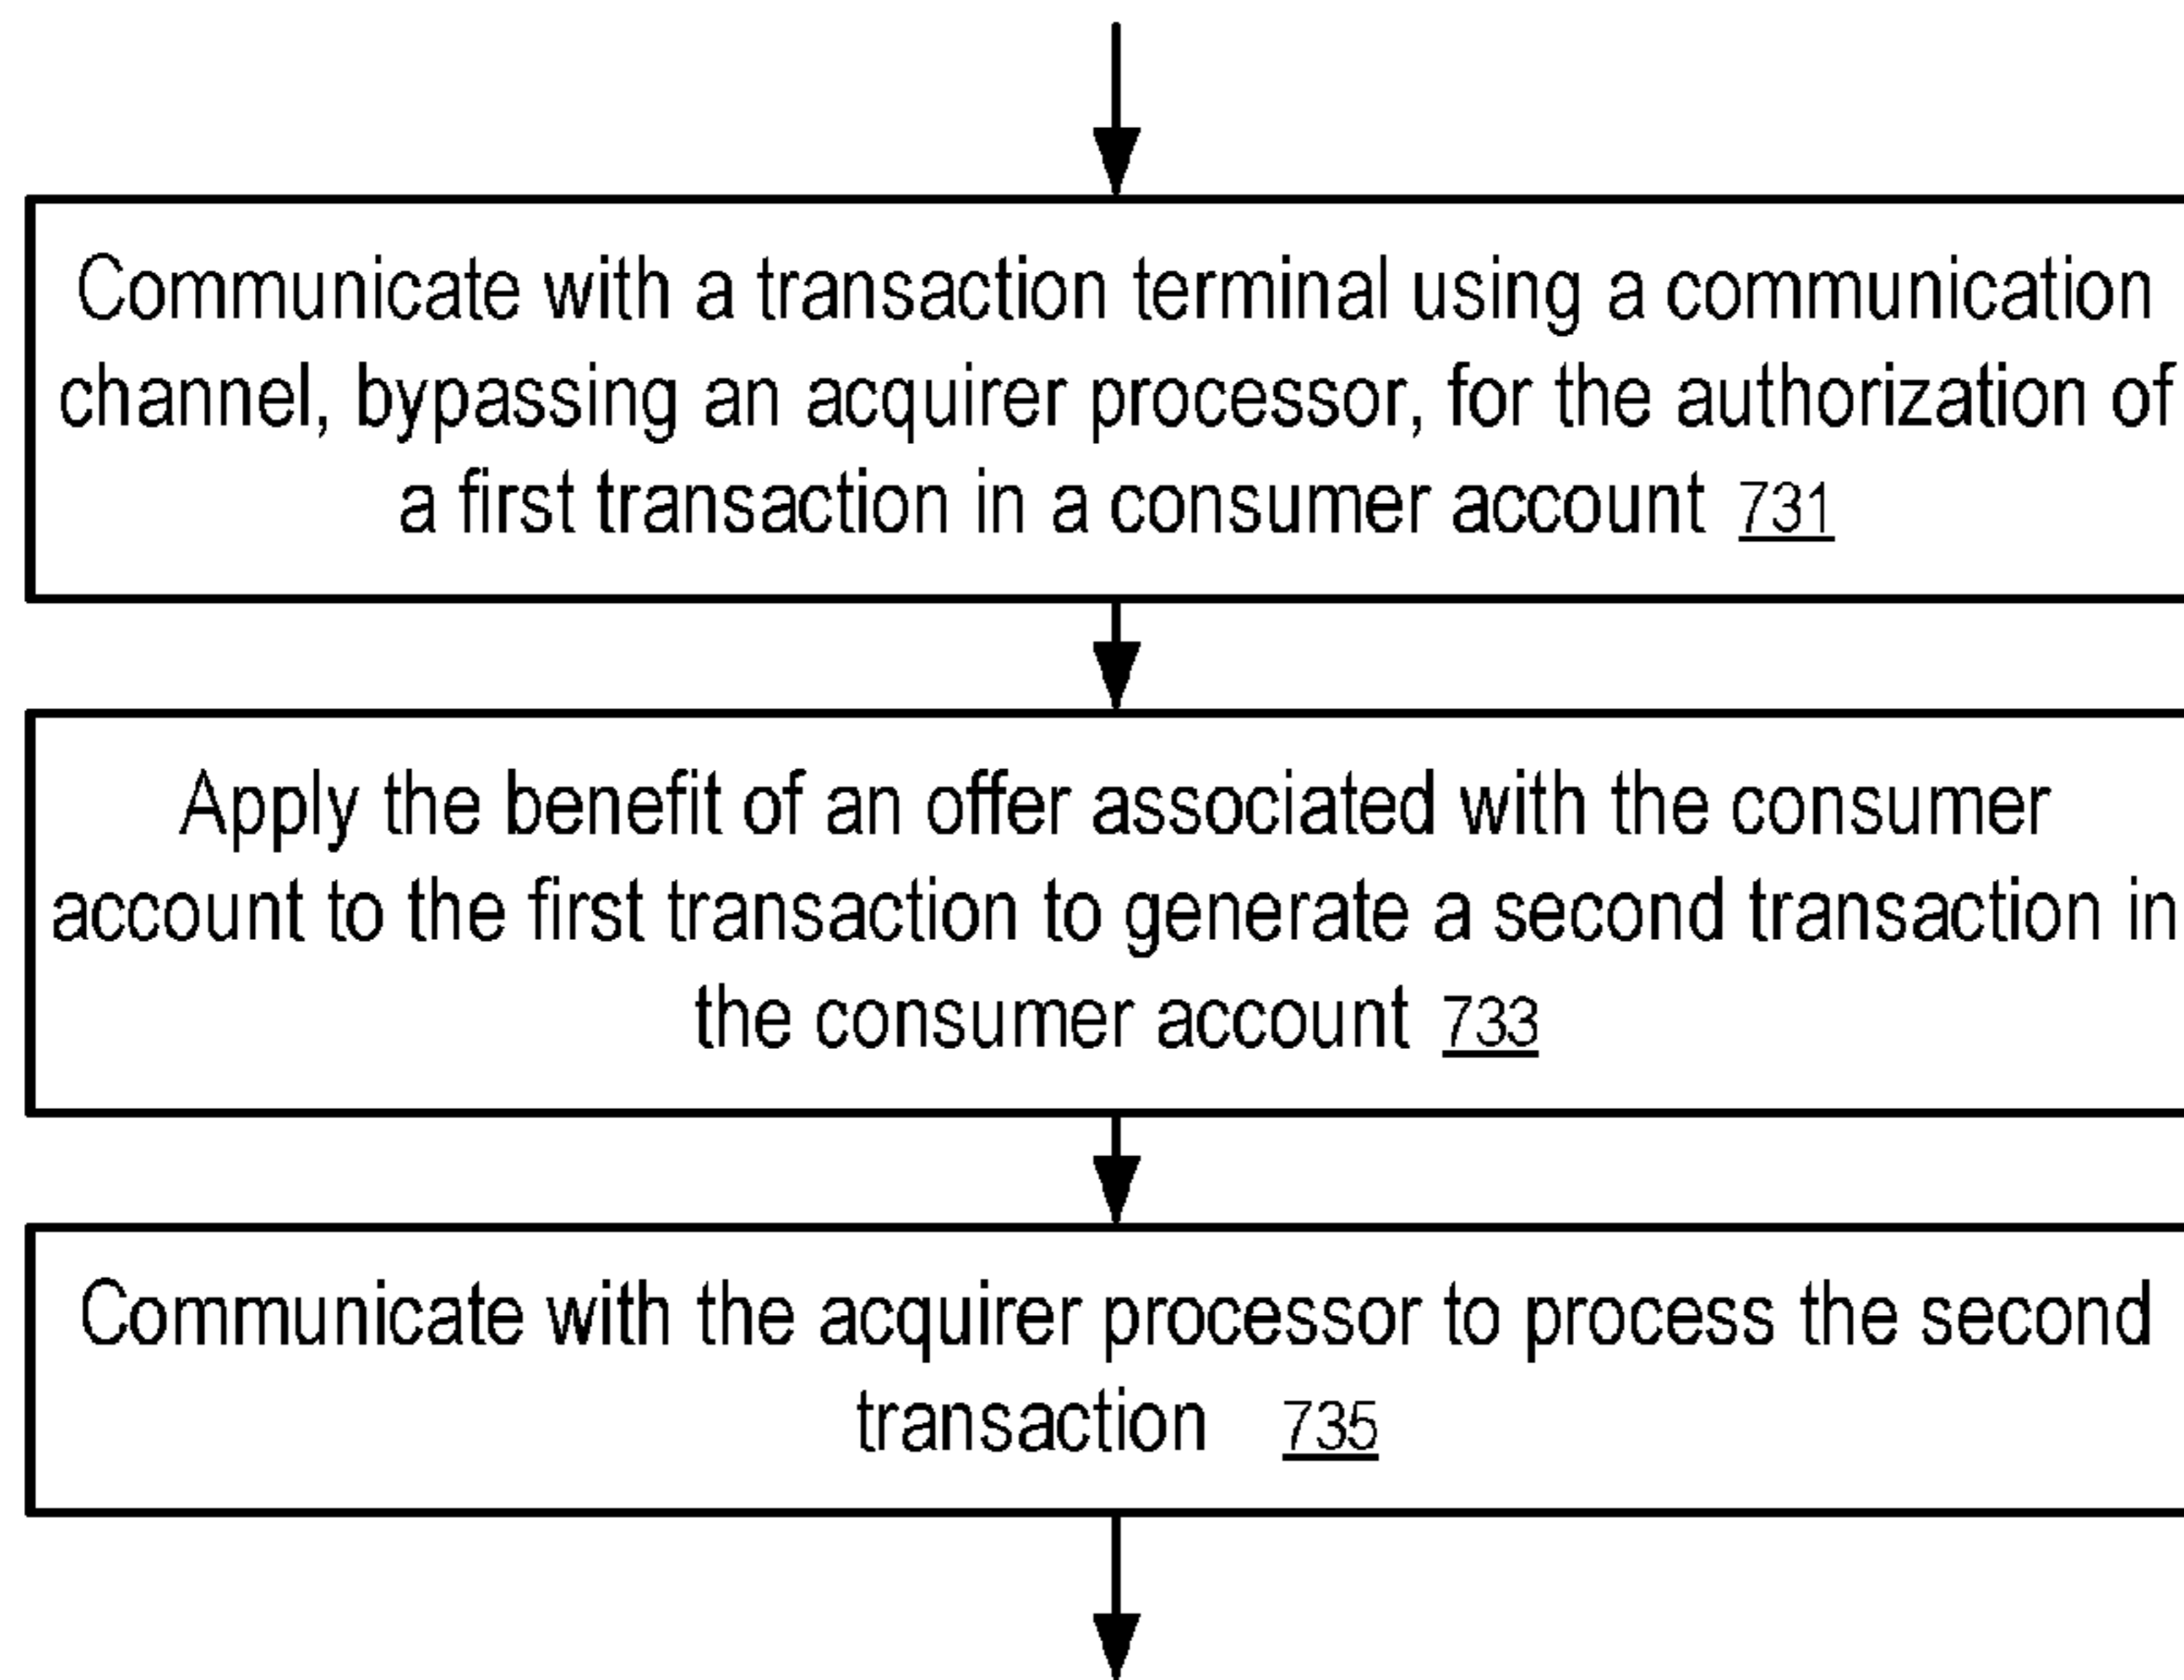 Communicate with a transaction terminal using a communication
channel, bypassing an acquirer processor, for the authorization of
a first transaction in a consumer account 731
Apply the benefit of an offer associated with the consumer
account to the first transaction to generate a second transaction in
the consumer account 733
Communicate with the acquirer processor to process the second
transaction 735